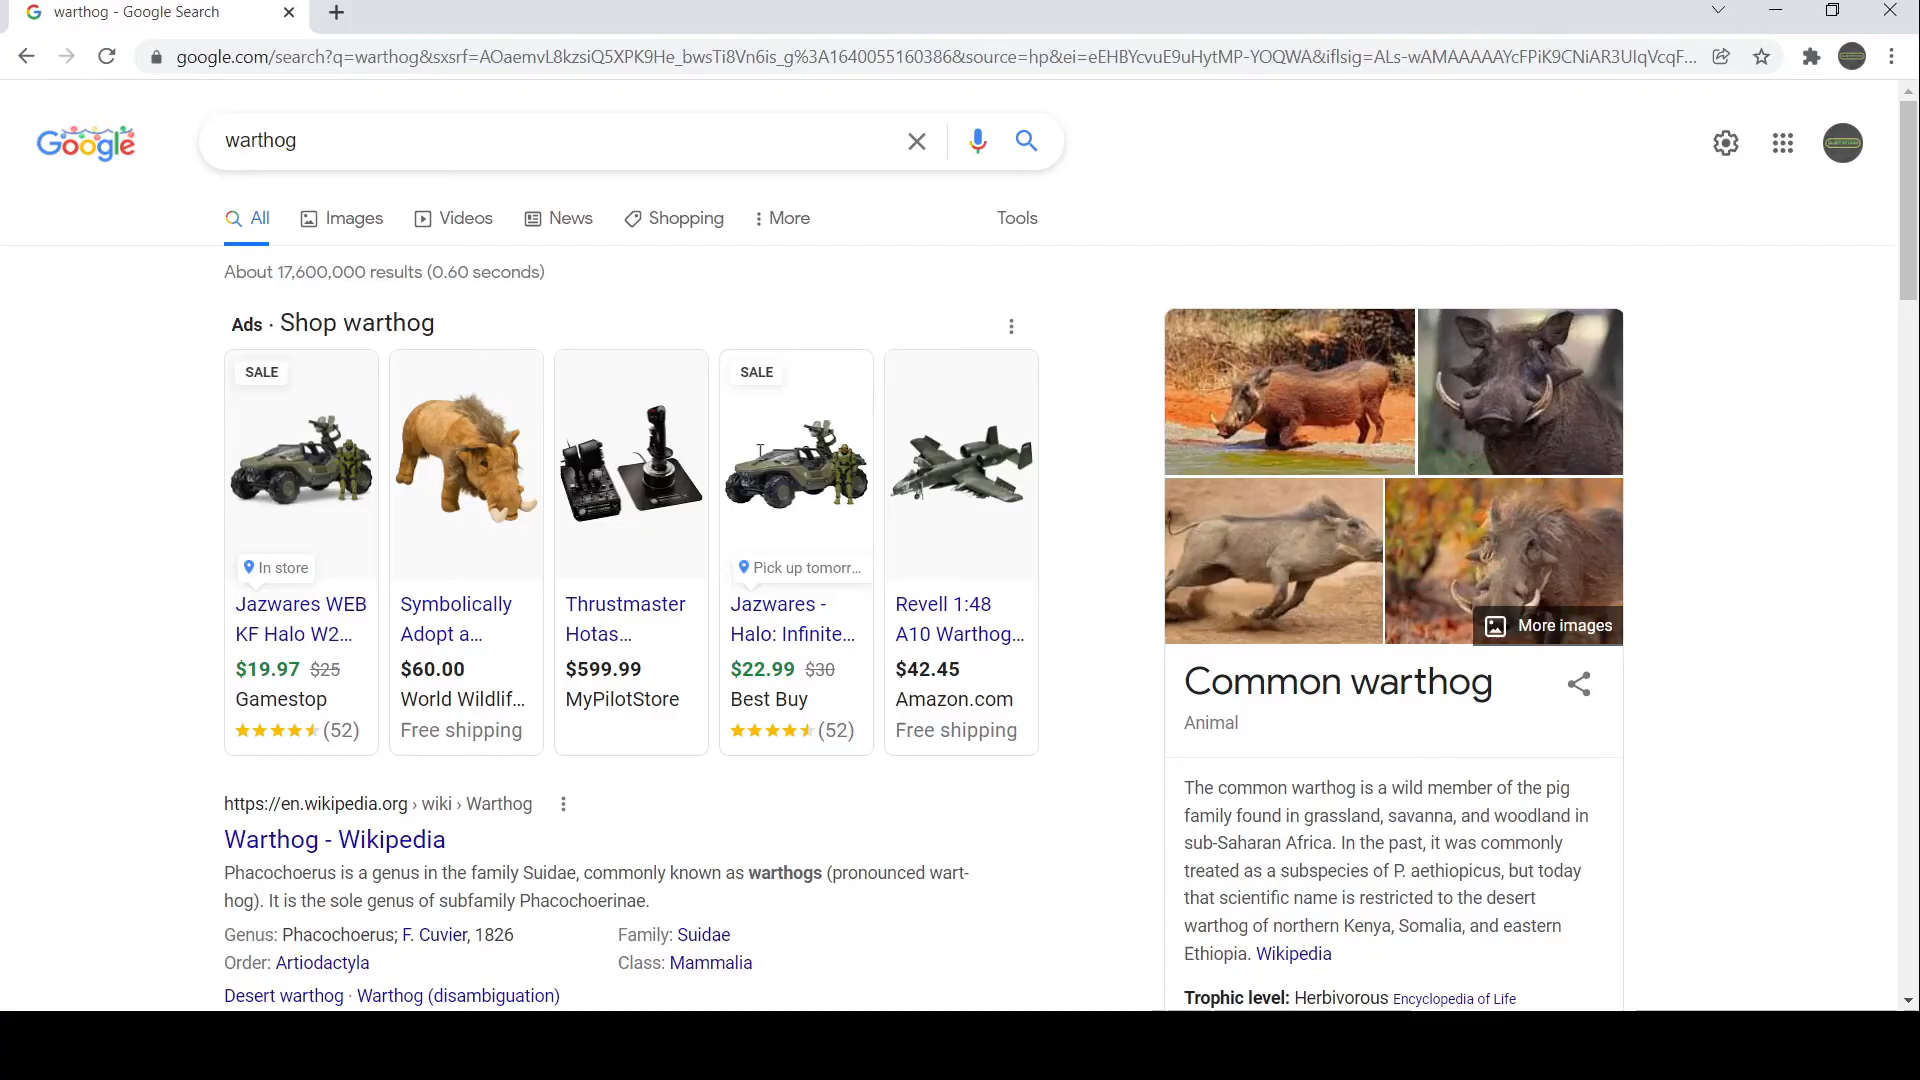 warthog - Google Search
google.com/search?q=warthog&sxsrf=AOaemvL8kzsiQ5XPK9He_bwsTi8Vn6is_g%3A1640055160386&source=hp&ei=eEHBYcvuE9uHytMP-YOQWA&iflsig=ALs-wAMAAAAAYcFPiK9CNiAR3UIqVcqF...
Google
warthog
All Images Videos News Shopping More Tools
About 17,600,000 results (0.60 seconds)
Ads · Shop warthog
SALE
In store
Jazwares WEB
KF Halo W2...
$19.97 $25
Gamestop
(52)
Symbolically
Adopt a...
$60.00
World Wildlif...
Free shipping
Thrustmaster
Hotas...
$599.99
MyPilotStore
SALE
Pick up tomorr...
Jazwares -
Halo: Infinite...
$22.99 $30
Best Buy
(52)
Revell 1:48
A10 Warthog...
$42.45
Amazon.com
Free shipping
https://en.wikipedia.org › wiki › Warthog
Warthog - Wikipedia
Phacochoerus is a genus in the family Suidae, commonly known as warthogs (pronounced wart-
hog). It is the sole genus of subfamily Phacochoerinae.
Genus: Phacochoerus; F. Cuvier, 1826 Family: Suidae
Order: Artiodactyla Class: Mammalia
Desert warthog · Warthog (disambiguation)
More images
Common warthog
Animal
The common warthog is a wild member of the pig
family found in grassland, savanna, and woodland in
sub-Saharan Africa. In the past, it was commonly
treated as a subspecies of P. aethiopicus, but today
that scientific name is restricted to the desert
warthog of northern Kenya, Somalia, and eastern
Ethiopia. Wikipedia
Trophic level: Herbivorous Encyclopedia of Life